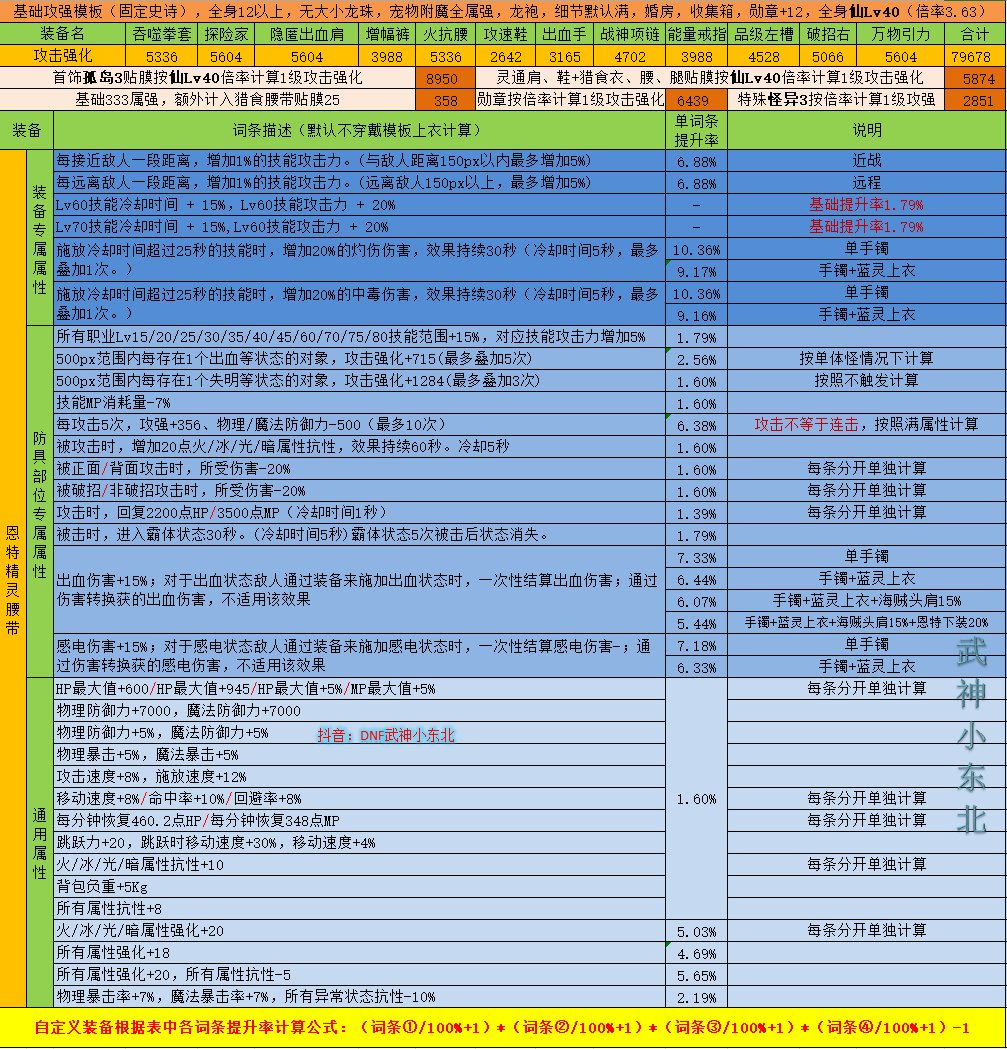 基础攻强模板（固定史诗），全身12以上，无大小龙珠，宠物附魔全属强，龙袍，细节默认满，婚房，收集箱，勋章+12，全身仙Lv40（倍率3.63）
装备名 吞噬拳套 探险家 隐匿出血肩 增幅裤 火抗腰 攻速鞋 出血手 战神项链 能量戒指 品级左槽 破招右 万物引力 合计
攻击强化 5336 5604 5604 3988 5336 2642 3165 4702 3988 4528 5066 5604 79678
首饰孤岛3贴膜按仙Lv40倍率计算1级攻击强化 8950 灵通肩、鞋+猎食衣、腰、腿贴膜按仙Lv40倍率计算1级攻击强化 5874
基础333属强，额外计入猎食腰带贴膜25 358 勋章按倍率计算1级攻击强化 6439 特殊怪异3按倍率计算1级攻强 2851
装备 词条描述（默认不穿戴模板上衣计算） 单词条提升率 说明
恩特精灵腰带
装备专属属性
每接近敌人一段距离，增加1%的技能攻击力。(与敌人距离150px以内最多增加5%) 6.88% 近战
每远离敌人一段距离，增加1%的技能攻击力。(远离敌人150px以上，最多增加5%) 6.88% 远程
Lv60技能冷却时间 + 15%,Lv60技能攻击力 + 20% - 基础提升率1.79%
Lv70技能冷却时间 + 15%,Lv60技能攻击力 + 20% - 基础提升率1.79%
施放冷却时间超过25秒的技能时，增加20%的灼伤伤害，效果持续30秒（冷却时间5秒，最多 10.36% 单手镯
叠加1次。） 9.17% 手镯+蓝灵上衣
施放冷却时间超过25秒的技能时，增加20%的中毒伤害，效果持续30秒（冷却时间5秒，最多 10.36% 单手镯
叠加1次。） 9.16% 手镯+蓝灵上衣
防具部位专属属性
所有职业Lv15/20/25/30/35/40/45/60/70/75/80技能范围+15%，对应技能攻击力增加5% 1.79%
500px范围内每存在1个出血等状态的对象，攻击强化+715(最多叠加5次) 2.56% 按单体怪情况下计算
500px范围内每存在1个失明等状态的对象，攻击强化+1284(最多叠加3次) 1.60% 按照不触发计算
技能MP消耗量-7% 1.60%
每攻击5次，攻强+356、物理/魔法防御力-500（最多10次） 6.38% 攻击不等于连击，按照满属性计算
被攻击时，增加20点火/冰/光/暗属性抗性，效果持续60秒。冷却5秒 1.60%
被正面/背面攻击时，所受伤害-20% 1.60% 每条分开单独计算
被破招/非破招攻击时，所受伤害-20% 1.60% 每条分开单独计算
攻击时，回复2200点HP/3500点MP（冷却时间1秒） 1.39% 每条分开单独计算
被击时，进入霸体状态30秒。(冷却时间5秒)霸体状态5次被击后状态消失。 1.79%
出血伤害+15%；对于出血状态敌人通过装备来施加出血状态时，一次性结算出血伤害；通过
伤害转换获的出血伤害，不适用该效果
7.33% 单手镯
6.44% 手镯+蓝灵上衣
6.07% 手镯+蓝灵上衣+海贼头肩15%
5.44% 手镯+蓝灵上衣+海贼头肩15%+恩特下装20%
感电伤害+15%；对于感电状态敌人通过装备来施加感电状态时，一次性结算感电伤害-；通 7.18% 单手镯
过伤害转换获的感电伤害，不适用该效果 6.33% 手镯+蓝灵上衣
通用属性
HP最大值+600/HP最大值+945/HP最大值+5%/MP最大值+5% 每条分开单独计算
物理防御力+7000，魔法防御力+7000
物理防御力+5%，魔法防御力+5% 抖音：DNF武神小东北
物理暴击+5%，魔法暴击+5%
攻击速度+8%，施放速度+12%
移动速度+8%/命中率+10%/回避率+8% 1.60% 每条分开单独计算
每分钟恢复460.2点HP/每分钟恢复348点MP 每条分开单独计算
跳跃力+20，跳跃时移动速度+30%，移动速度+4%
火/冰/光/暗属性抗性+10 每条分开单独计算
背包负重+5Kg
所有属性抗性+8
火/冰/光/暗属性强化+20 5.03% 每条分开单独计算
所有属性强化+18 4.69%
所有属性强化+20，所有属性抗性-5 5.65%
物理暴击率+7%，魔法暴击率+7%，所有异常状态抗性-10% 2.19%
武神小东北
自定义装备根据表中各词条提升率计算公式：（词条①/100%+1）*（词条②/100%+1）*（词条③/100%+1）*（词条④/100%+1）-1